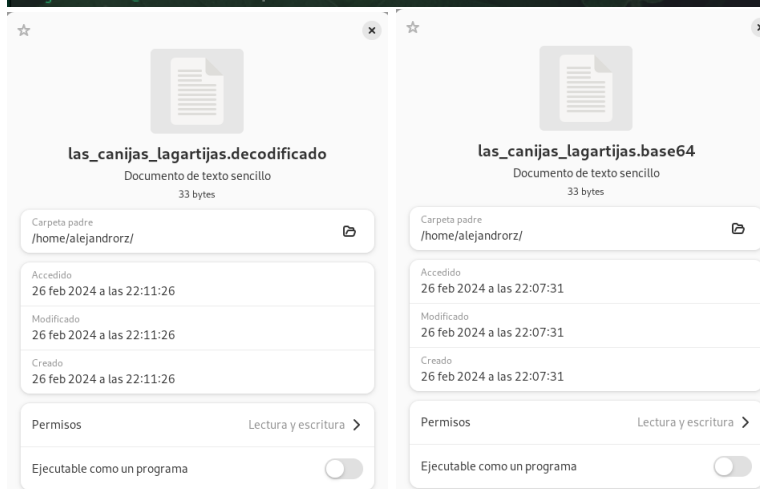 las_canijas_lagartijas.decodificado
Documento de texto sencillo
33 bytes
Carpeta padre
/home/alejandrorz/
Accedido
26 feb 2024 a las 22:11:26
Modificado
26 feb 2024 a las 22:11:26
Creado
26 feb 2024 a las 22:11:26
Permisos
Lectura y escritura
Ejecutable como un programa
las_canijas_lagartijas.base64
Documento de texto sencillo
33 bytes
Carpeta padre
/home/alejandrorz/
Accedido
26 feb 2024 a las 22:07:31
Modificado
26 feb 2024 a las 22:07:31
Creado
26 feb 2024 a las 22:07:31
Permisos
Lectura y escritura
Ejecutable como un programa